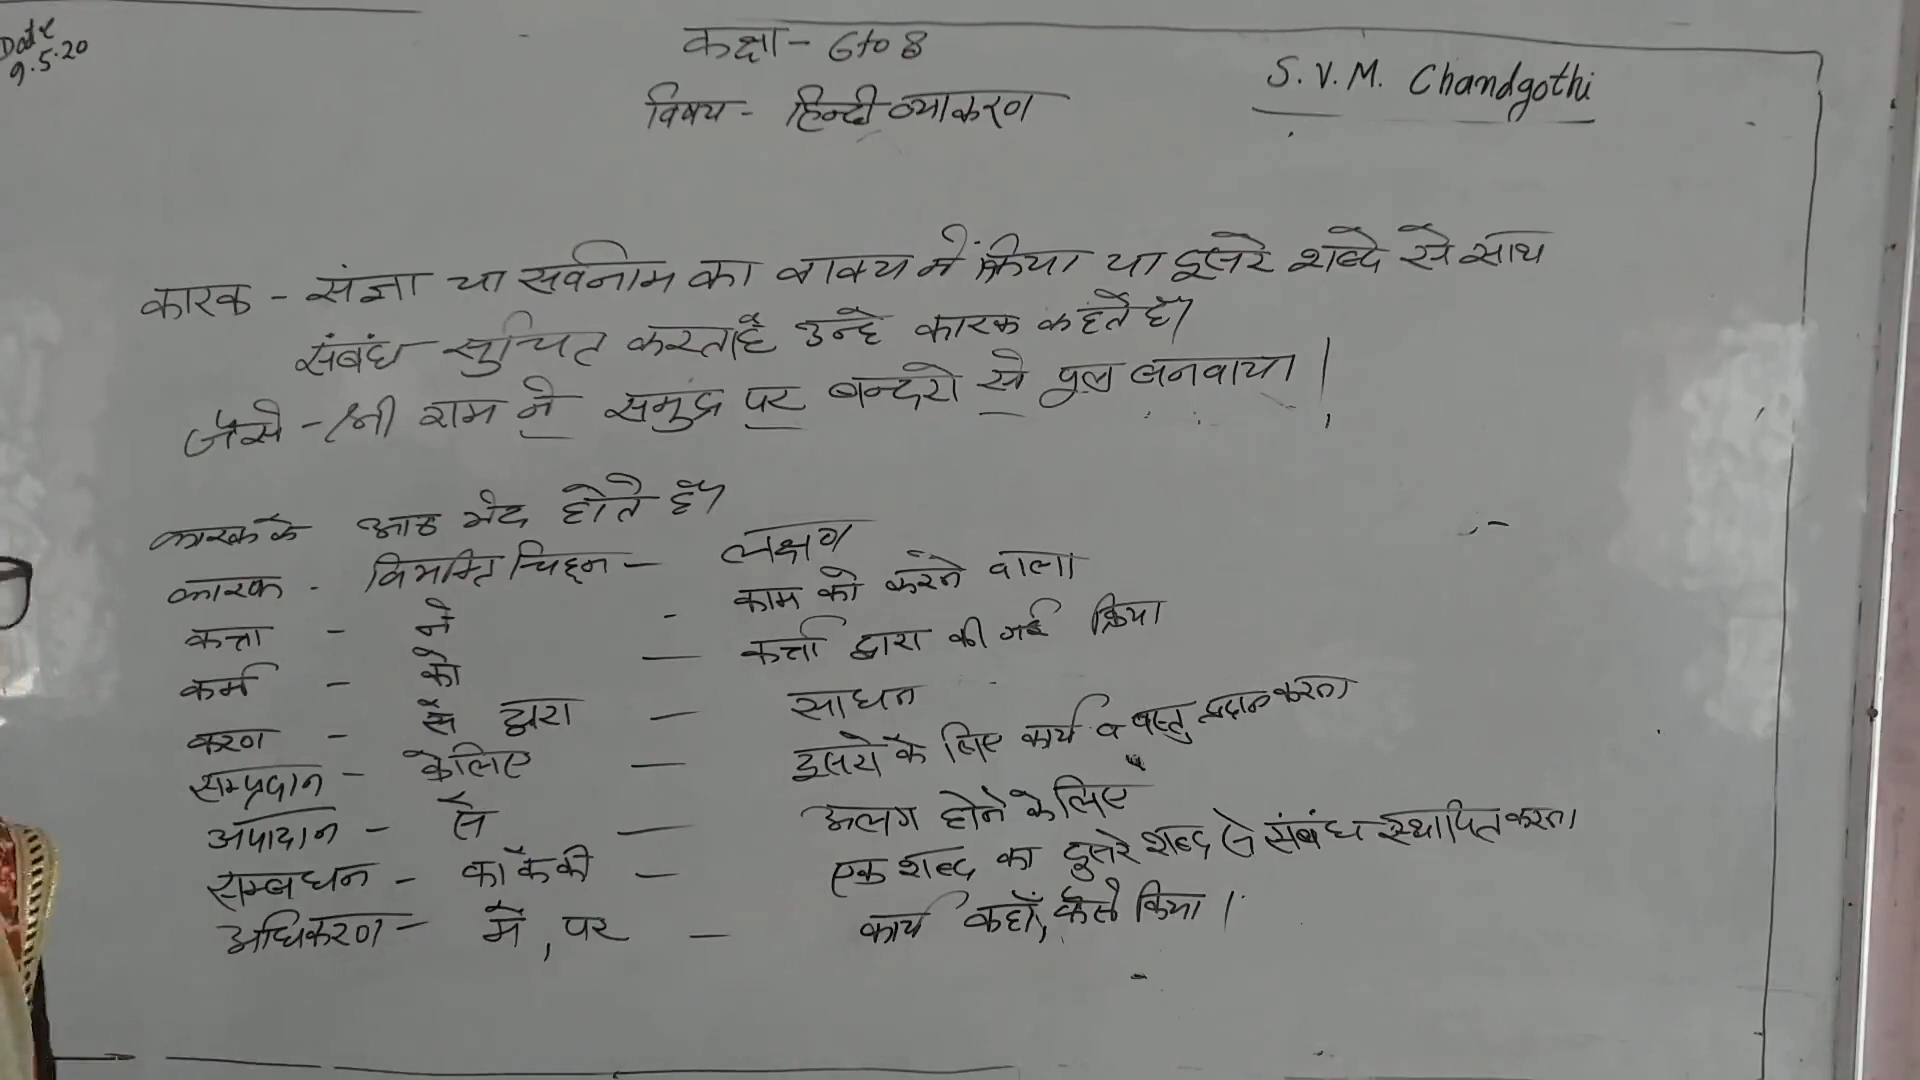 Date
9.5.20
कक्षा - 6 to 8
विषय - हिन्दी व्याकरण
S. V. M. Chandgothi
कारक - संज्ञा या सर्वनाम का वाक्य में क्रिया या दूसरे शब्दे से साथ
संबंध सुचित करता है उन्हे कारक कहते है।
जैसे - श्री राम ने समुद्र पर बन्दरो से पूल बनवाया।
कारक के आठ भेद होते है।
कारक - विभक्ति चिह्न - लक्षण
कत्ता - ने - काम को करने वाला
कर्म - को - कर्त्ता द्वारा की गई क्रिया
करण - से द्वारा - साधन
सम्प्रदान - के लिए - दूसरो के लिए कार्य व वस्तु प्रदान करना
अपादान - से - अलग होने के लिए
सम्बधन - का के की - एक शब्द का दुसरे शब्द से संबंध स्थापित करना
अधिकरण - में, पर - कार्य कहाँ, कैसे किया।